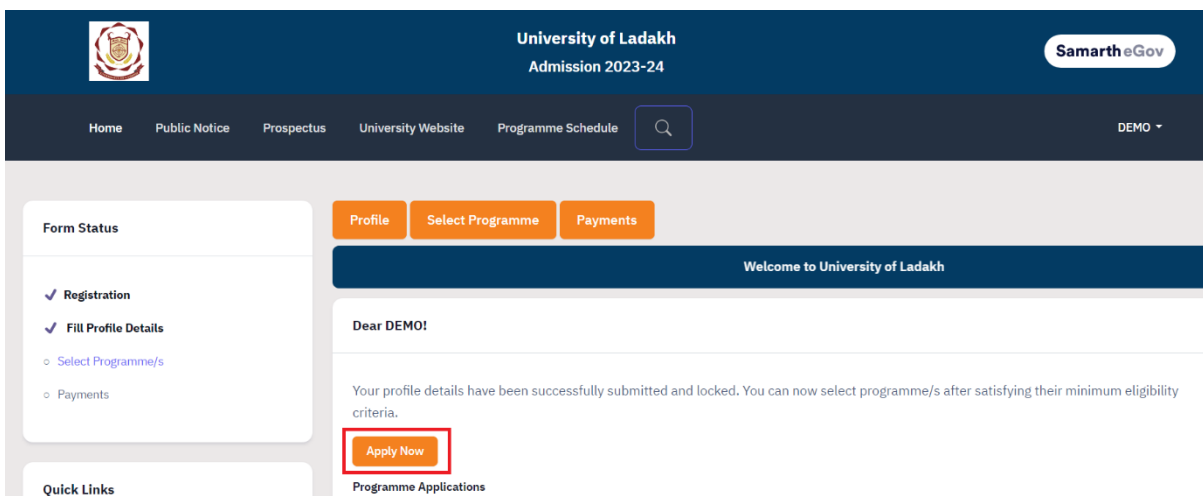 University of Ladakh
Admission 2023-24
Samarth eGov
Home Public Notice Prospectus University Website Programme Schedule DEMO
Form Status
Registration
Fill Profile Details
Select Programme/s
Payments
Quick Links
Profile Select Programme Payments
Welcome to University of Ladakh
Dear DEMO!
Your profile details have been successfully submitted and locked. You can now select programme/s after satisfying their minimum eligibility
criteria.
Apply Now
Programme Applications